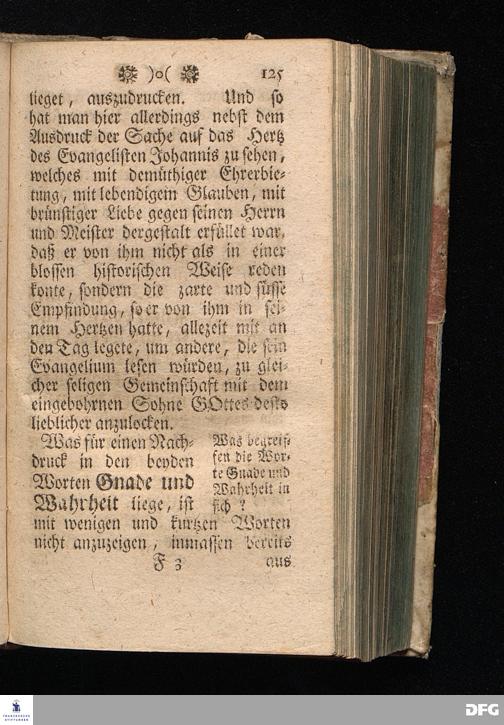 )o( 125
lieget, auszudrucken. Und so
hat man hier allerdings nebst dem
Ausdruck der Sache auf das Hertz
des Evangelisten Johannis zu sehen,
welches mit demüthiger Ehrerbie-
tung, mit lebendigem Glauben, mit
brünstiger Liebe gegen seinen Herrn
und Meister dergestalt erfüllet war,
daß er von ihm nicht als in einer
blossen historischen Weise reden
konte, sondern die zarte und süsse
Empfindung, so er von ihm in sei-
nem Hertzen hatte, allezeit mit an
den Tag legete, um andere, die sein
Evangelium lesen würden, zu glei-
cher seligen Gemeinschaft mit dem
eingebohrnen Sohne GOttes desto
lieblicher anzulocken.
Was für einen Nach-
druck in den beyden
Worten Gnade und
Wahrheit liege, ist
Was begreif-
fen die Wor-
te Gnade und
Wahrheit in
sich?
mit wenigen und kurtzen Worten
nicht anzuzeigen, inmassen bereits
F 3 aus
FRANCKESCHE
STIFTUNGEN
DFG